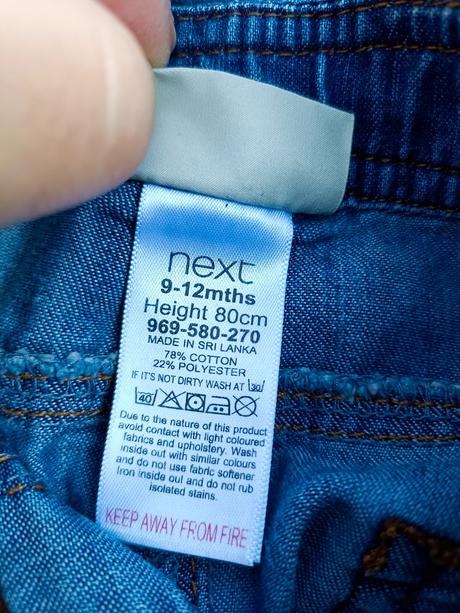 next
9-12mths
Height 80cm
969-580-270
MADE IN SRI LANKA
78% COTTON
22% POLYESTER
IF IT'S NOT DIRTY WASH AT 30
40
Due to the nature of this product
avoid contact with light coloured
fabrics and upholstery. Wash
inside out with similar colours
and do not use fabric softener
Iron inside out and do not rub
isolated stains.
KEEP AWAY FROM FIRE